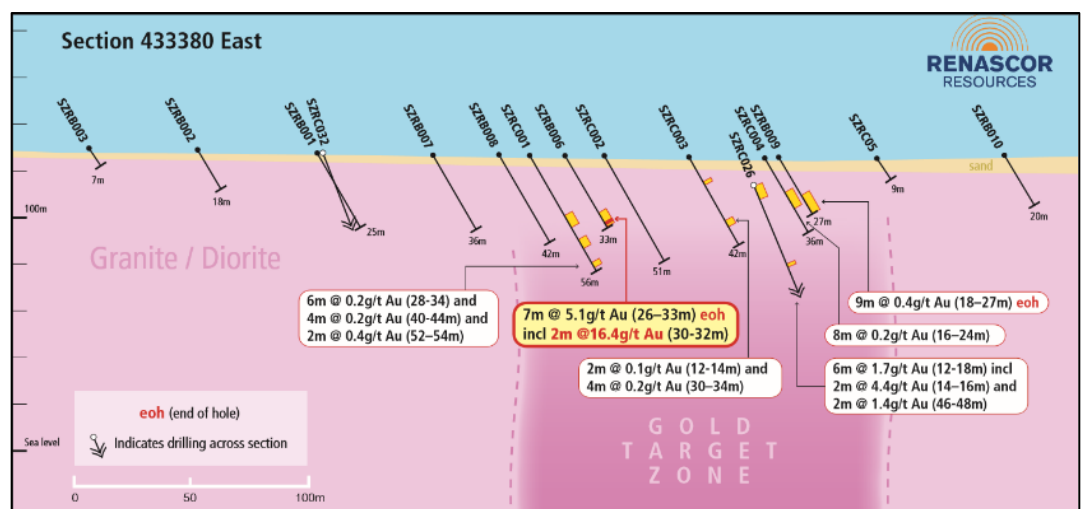 Section 433380 East
RENASCOR
RESOURCES
SZRB003
SZRB002
SZRB001
SZRC032
SZRB007
SZRB008
SZRC001
SZRB006
SZRC002
SZRC003
SZRC026
SZRC004
SZRB009
SZRC05
SZRB010
sand
7m
18m
25m
36m
42m
56m
33m
51m
42m
36m
27m
9m
20m
100m
Granite / Diorite
6m @ 0.2g/t Au (28-34) and
4m @ 0.2g/t Au (40-44m) and
2m @ 0.4g/t Au (52–54m)
7m @ 5.1g/t Au (26–33m) eoh
incl 2m @16.4g/t Au (30-32m)
2m @ 0.1g/t Au (12-14m) and
4m @ 0.2g/t Au (30–34m)
9m @ 0.4g/t Au (18–27m) eoh
8m @ 0.2g/t Au (16–24m)
6m @ 1.7g/t Au (12-18m) incl
2m @ 4.4g/t Au (14–16m) and
2m @ 1.4g/t Au (46-48m)
GOLD
TARGET
ZONE
Sea level
eoh (end of hole)
Indicates drilling across section
0 50 100m